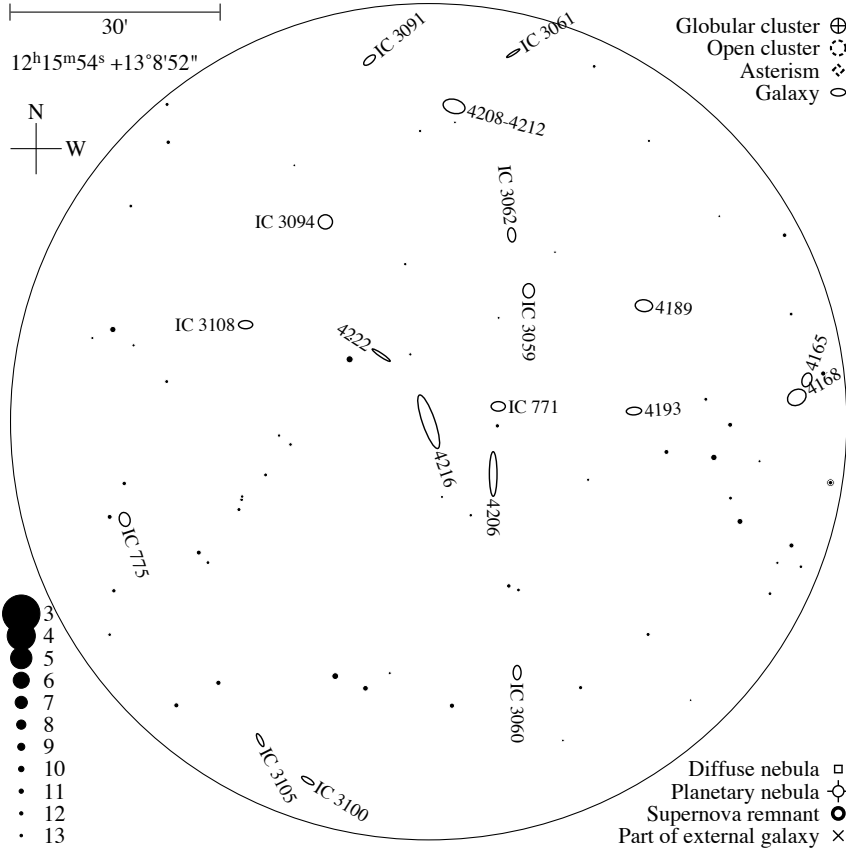 30'
12h15m54s +13°8'52"
N
W
Globular cluster
Open cluster
Asterism
Galaxy
IC 3091
IC 3061
4208-4212
IC 3062
IC 3094
IC 3059
4189
IC 3108
4222
4165
4168
IC 771
4193
4216
4206
IC 775
3
4
5
6
7
8
9
10
11
12
13
IC 3060
IC 3105
IC 3100
Diffuse nebula
Planetary nebula
Supernova remnant
Part of external galaxy